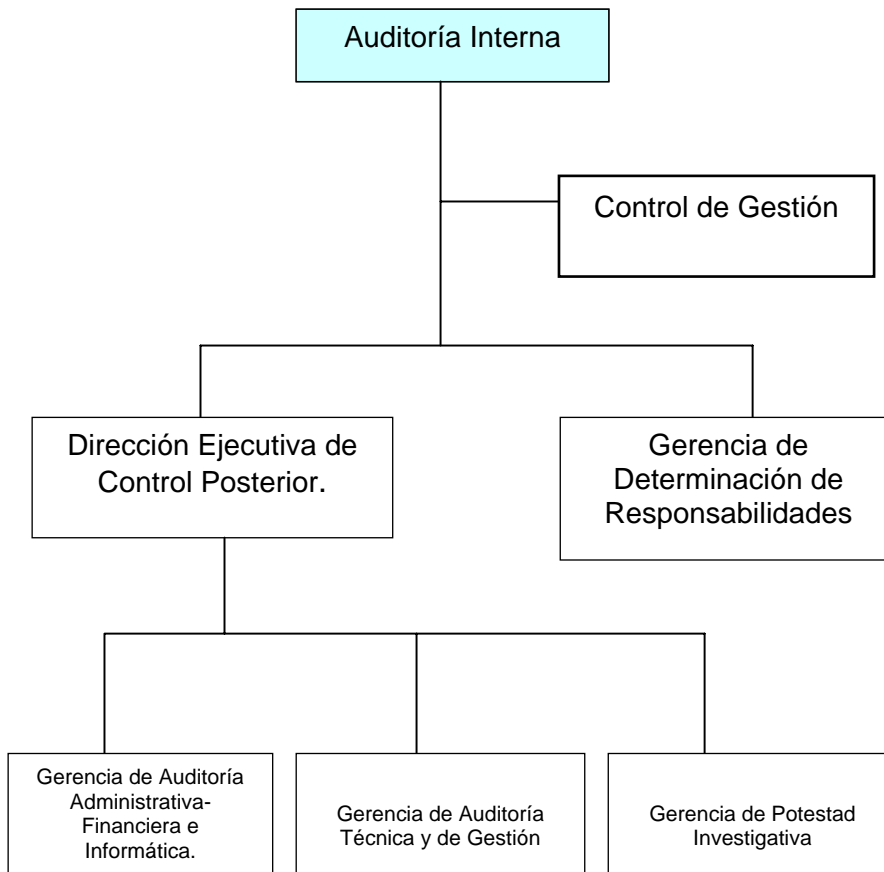 Auditoría Interna
Control de Gestión
Dirección Ejecutiva de
Control Posterior.
Gerencia de
Determinación de
Responsabilidades
Gerencia de Auditoría
Administrativa-
Financiera e
Informática.
Gerencia de Auditoría
Técnica y de Gestión
Gerencia de Potestad
Investigativa